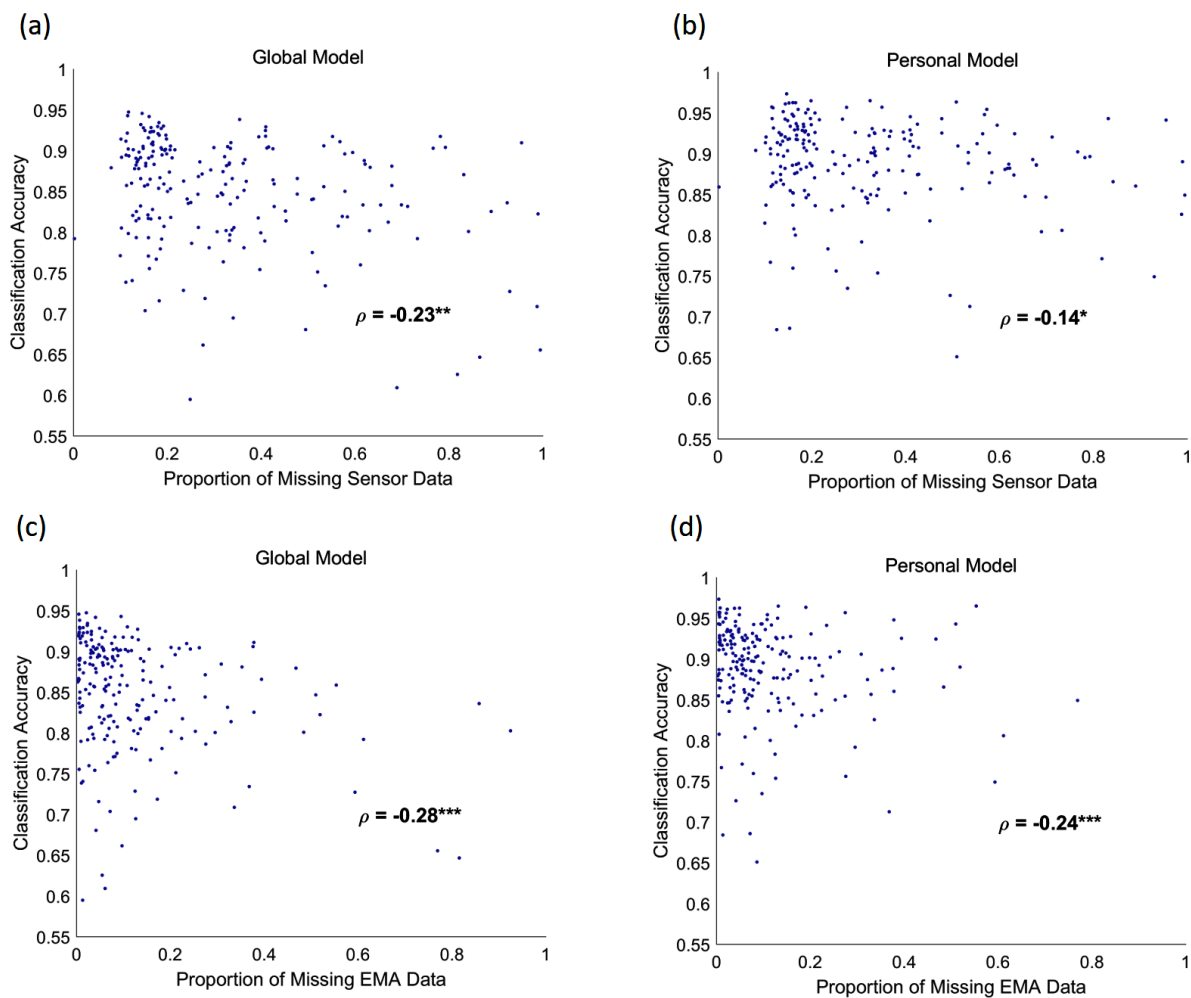 (a)
Global Model
1
0.95
0.9
0.85
0.8
0.75
0.7
0.65
0.6
0.55
Classification Accuracy
ρ = -0.23**
0 0.2 0.4 0.6 0.8 1
Proportion of Missing Sensor Data
(b)
Personal Model
1
0.95
0.9
0.85
0.8
0.75
0.7
0.65
0.6
0.55
Classification Accuracy
ρ = -0.14*
0 0.2 0.4 0.6 0.8 1
Proportion of Missing Sensor Data
(c)
Global Model
1
0.95
0.9
0.85
0.8
0.75
0.7
0.65
0.6
0.55
Classification Accuracy
ρ = -0.28***
0 0.2 0.4 0.6 0.8 1
Proportion of Missing EMA Data
(d)
Personal Model
1
0.95
0.9
0.85
0.8
0.75
0.7
0.65
0.6
0.55
Classification Accuracy
ρ = -0.24***
0 0.2 0.4 0.6 0.8 1
Proportion of Missing EMA Data